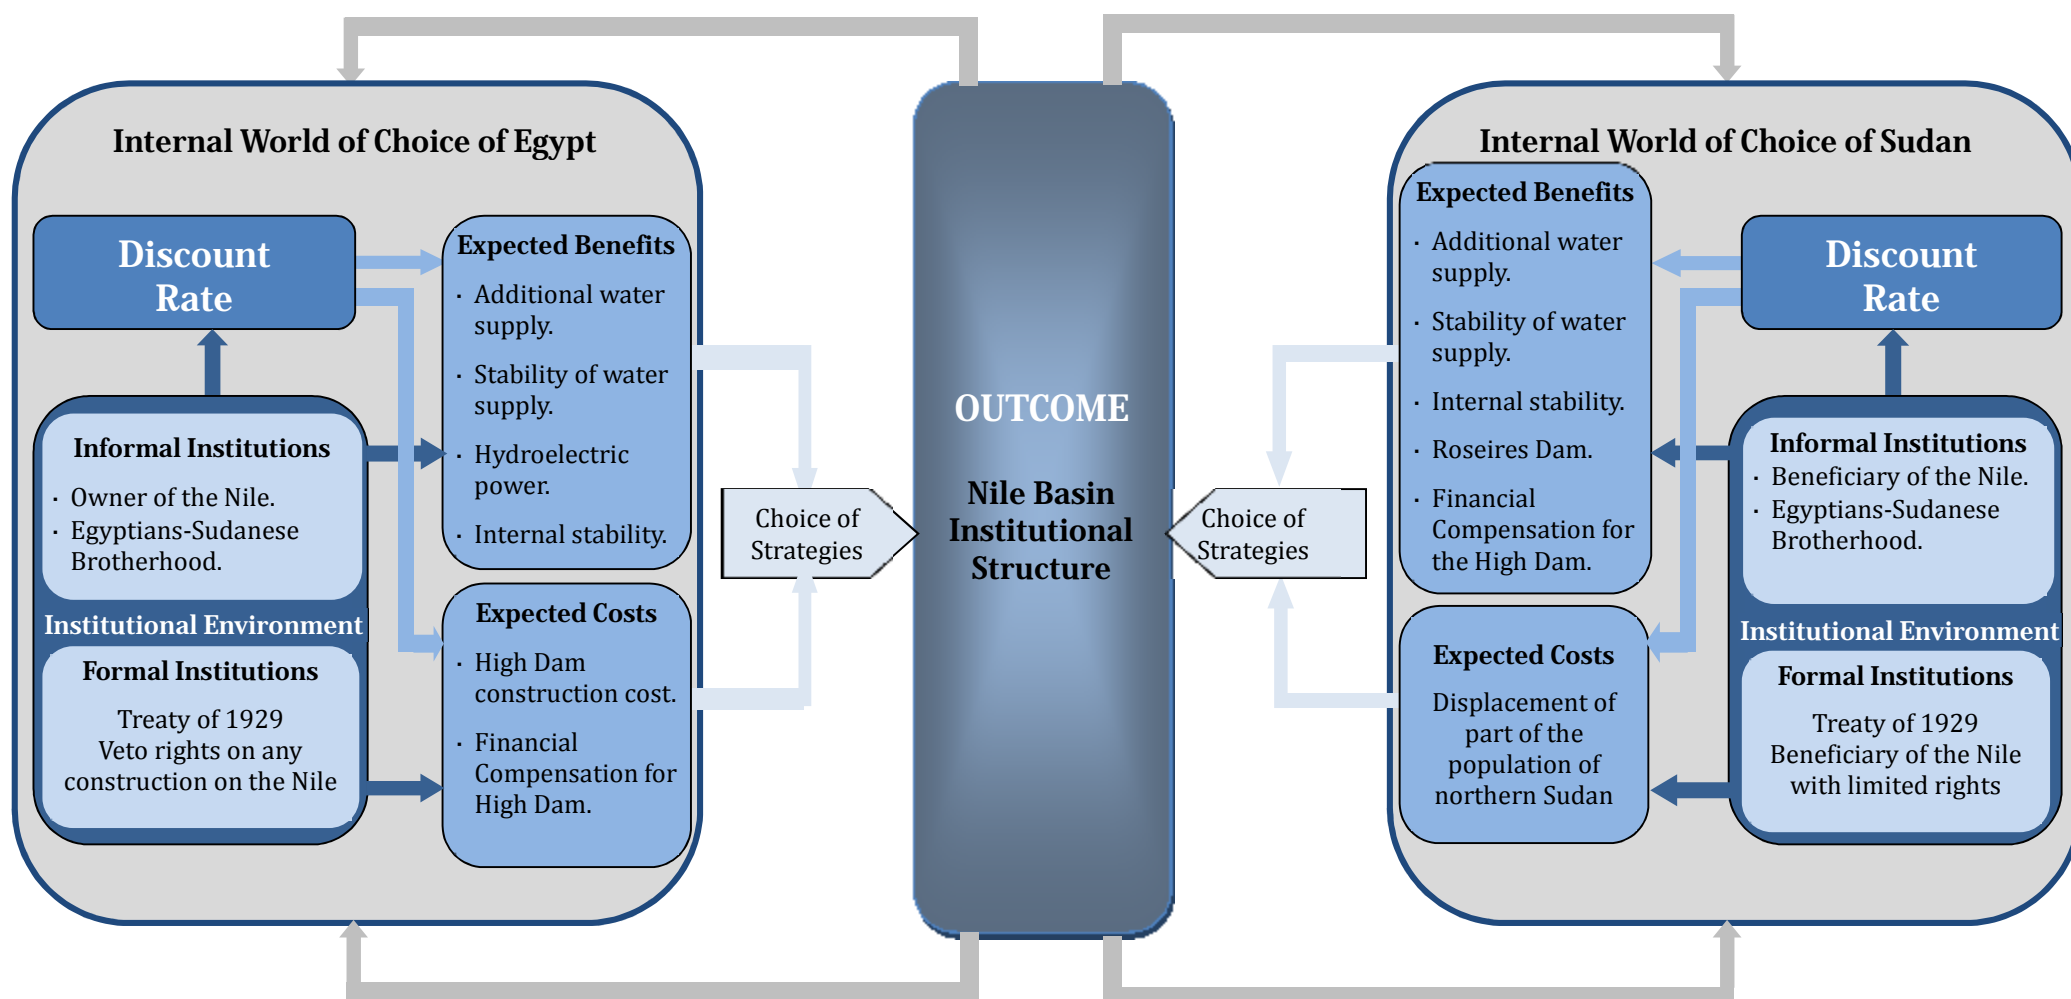 Internal World of Choice of Egypt
Discount
Rate
Informal Institutions
· Owner of the Nile.
· Egyptians-Sudanese
Brotherhood.
Institutional Environment
Formal Institutions
Treaty of 1929
Veto rights on any
construction on the Nile
Expected Benefits
· Additional water
supply.
· Stability of water
supply.
· Hydroelectric
power.
· Internal stability.
Expected Costs
· High Dam
construction cost.
· Financial
Compensation for
High Dam.
Choice of
Strategies
OUTCOME
Nile Basin
Institutional
Structure
Choice of
Strategies
Internal World of Choice of Sudan
Expected Benefits
· Additional water
supply.
· Stability of water
supply.
· Internal stability.
· Roseires Dam.
· Financial
Compensation for
the High Dam.
Expected Costs
Displacement of
part of the
population of
northern Sudan
Discount
Rate
Informal Institutions
· Beneficiary of the Nile.
· Egyptians-Sudanese
Brotherhood.
Institutional Environment
Formal Institutions
Treaty of 1929
Beneficiary of the Nile
with limited rights